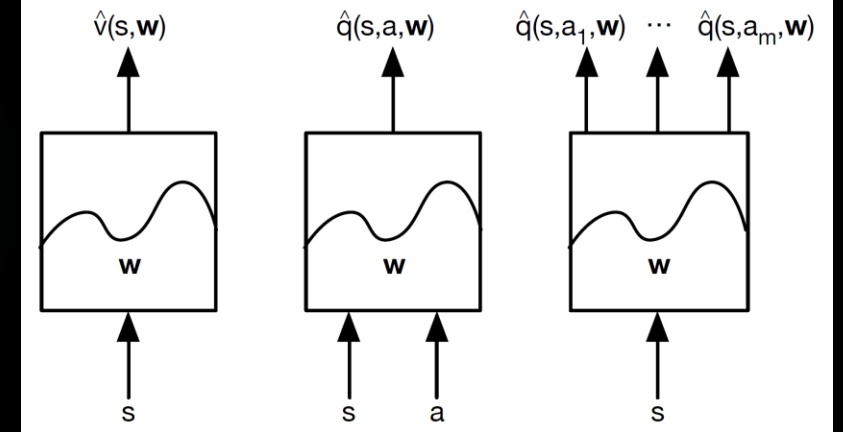 v̂(s,w) q̂(s,a,w) q̂(s,a₁,w) ⋯ q̂(s,aₘ,w)
w w w
s s a s